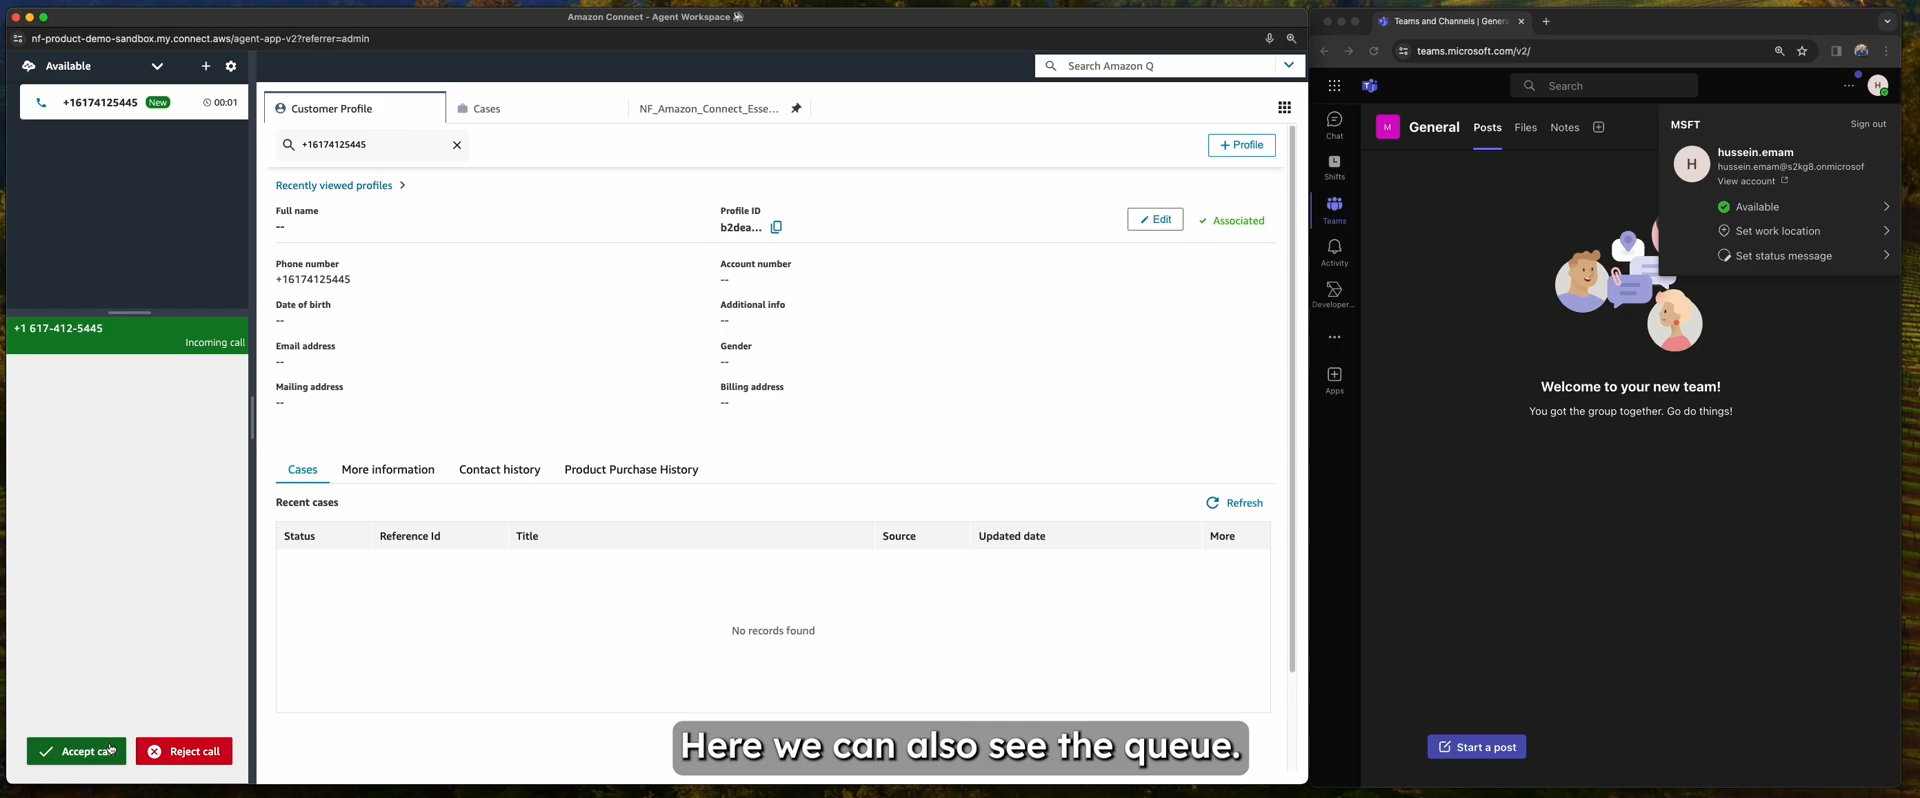 Amazon Connect - Agent Workspace
nf-product-demo-sandbox.my.connect.aws/agent-app-v2?referrer=admin
Available
Search Amazon Q
+16174125445 New 00:01
Customer Profile
Cases
NF_Amazon_Connect_Esse...
+16174125445
+ Profile
Recently viewed profiles
Full name
--
Profile ID
b2dea...
Edit
Associated
Phone number
+16174125445
Account number
--
Date of birth
--
Additional info
--
Email address
--
Gender
--
Mailing address
--
Billing address
--
+1 617-412-5445
Incoming call
Cases More information Contact history Product Purchase History
Recent cases
Refresh
Status Reference Id Title Source Updated date More
No records found
Accept call
Reject call
Here we can also see the queue.
Teams and Channels | Genera
teams.microsoft.com/v2/
Search
H
Chat
Shifts
Teams
Activity
Developer...
Apps
M General Posts Files Notes
MSFT
Sign out
H
hussein.emam
hussein.emam@s2kg8.onmicrosof
View account
Available
Set work location
Set status message
Welcome to your new team!
You got the group together. Go do things!
Start a post